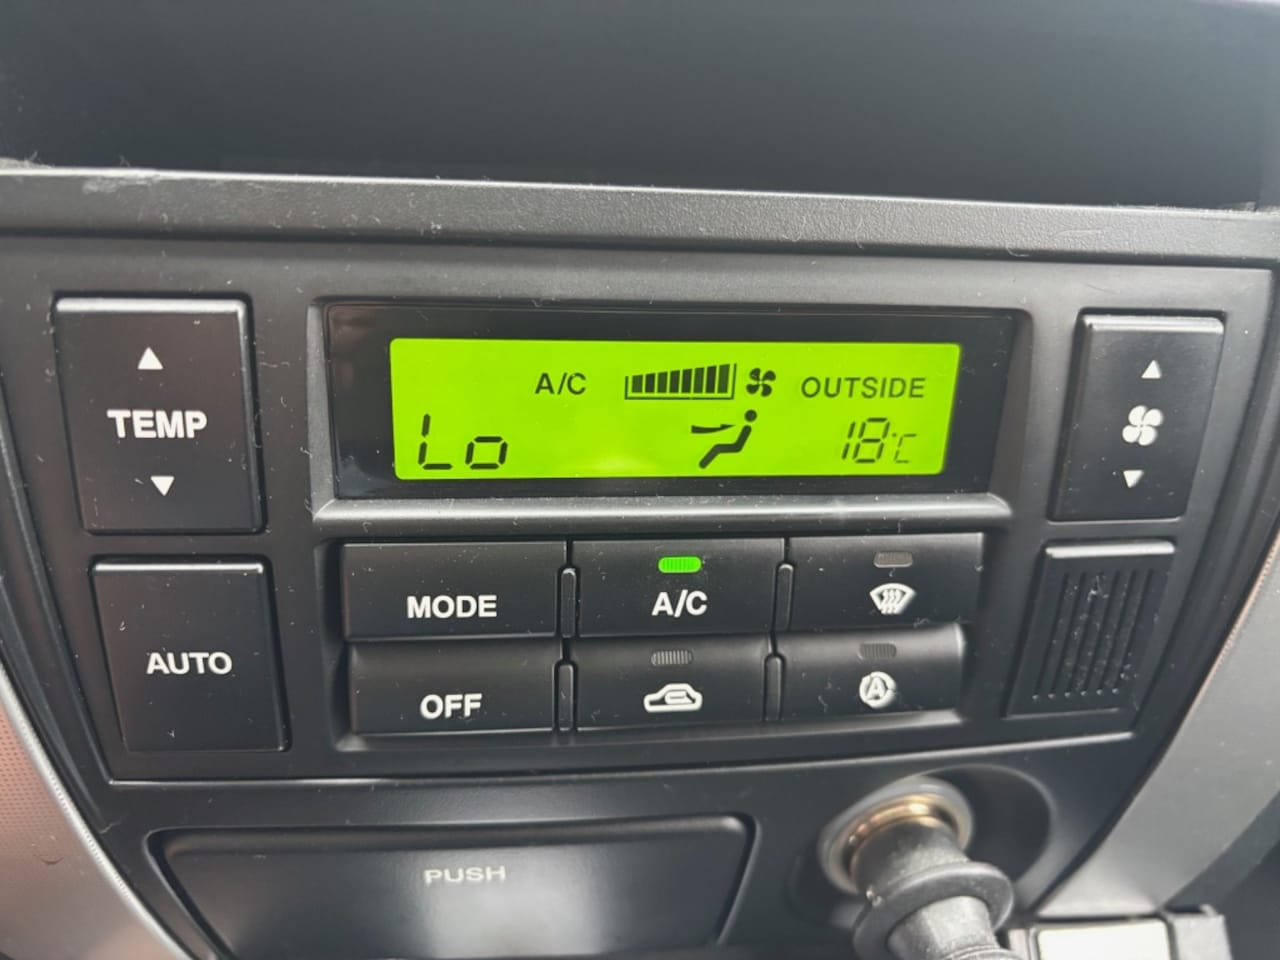 A/C OUTSIDE
Lo 18°C
TEMP
AUTO
MODE
A/C
OFF
A
PUSH